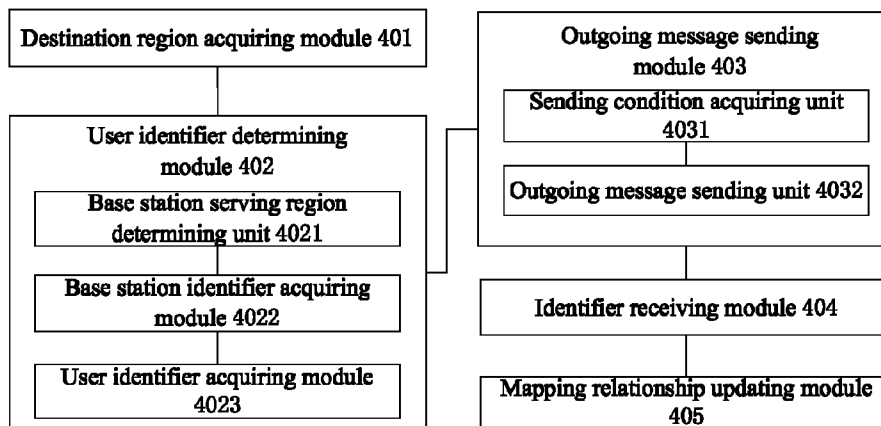 Destination region acquiring module 401
User identifier determining
module 402
Base station serving region
determining unit 4021
Base station identifier acquiring
module 4022
User identifier acquiring module
4023
Outgoing message sending
module 403
Sending condition acquiring unit
4031
Outgoing message sending unit 4032
Identifier receiving module 404
Mapping relationship updating module
405